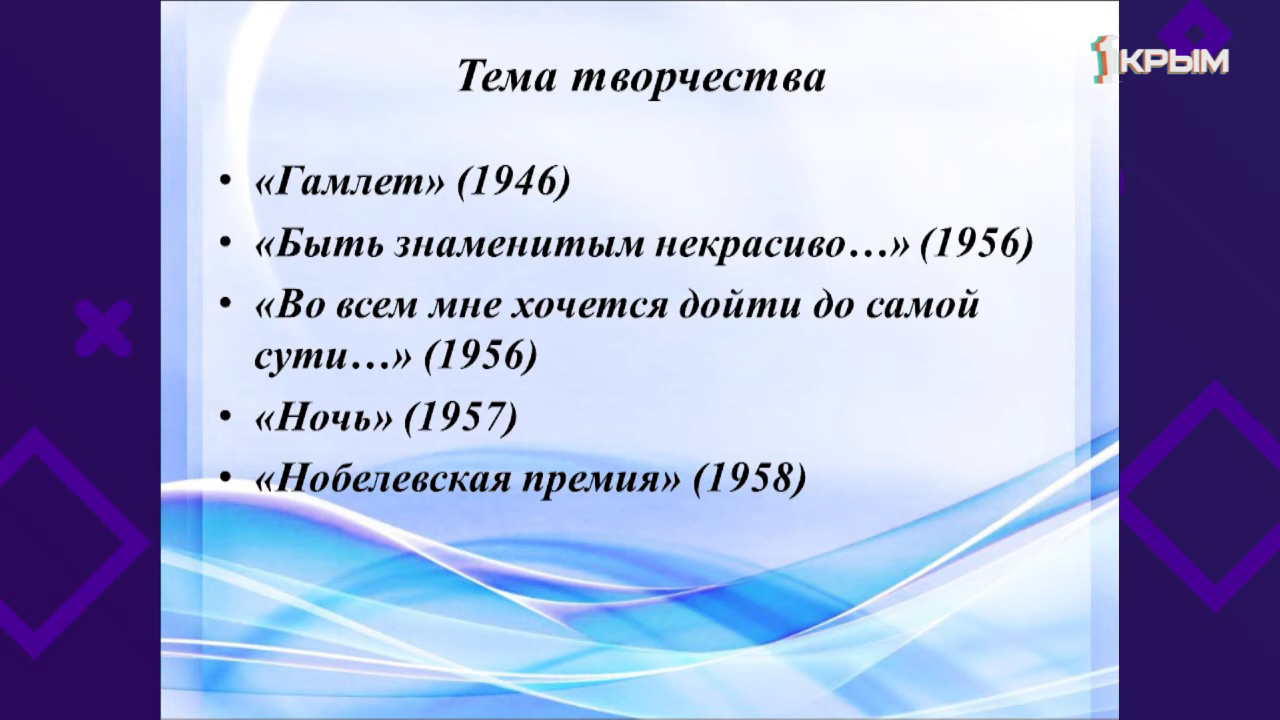 Тема творчества
1КРЫМ
• «Гамлет» (1946)
• «Быть знаменитым некрасиво…» (1956)
• «Во всем мне хочется дойти до самой
сути…» (1956)
• «Ночь» (1957)
• «Нобелевская премия» (1958)